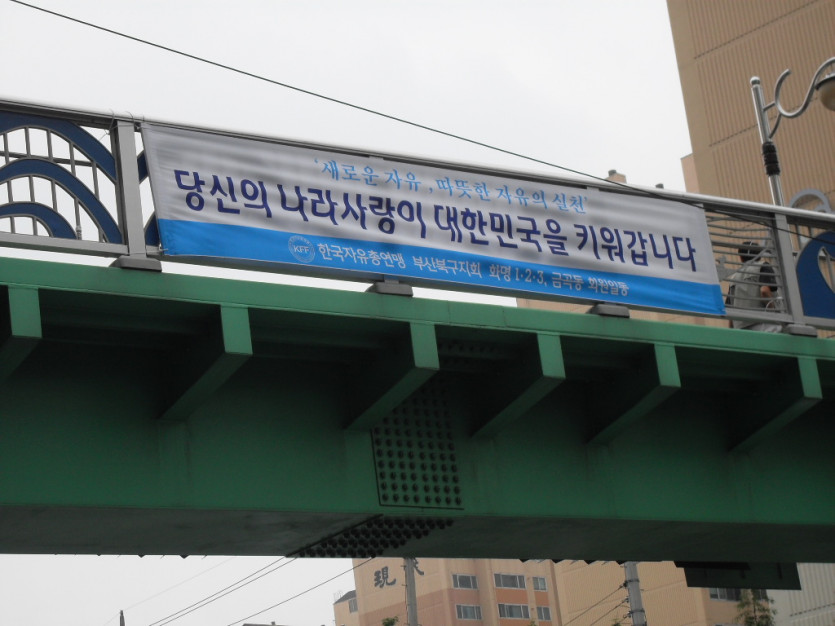 '새로운 자유, 따뜻한 자유의 실천'
당신의 나라사랑이 대한민국을 키워갑니다
KFF 한국자유총연맹 부산북구지회 화명1·2·3, 금곡동 회원일동
現